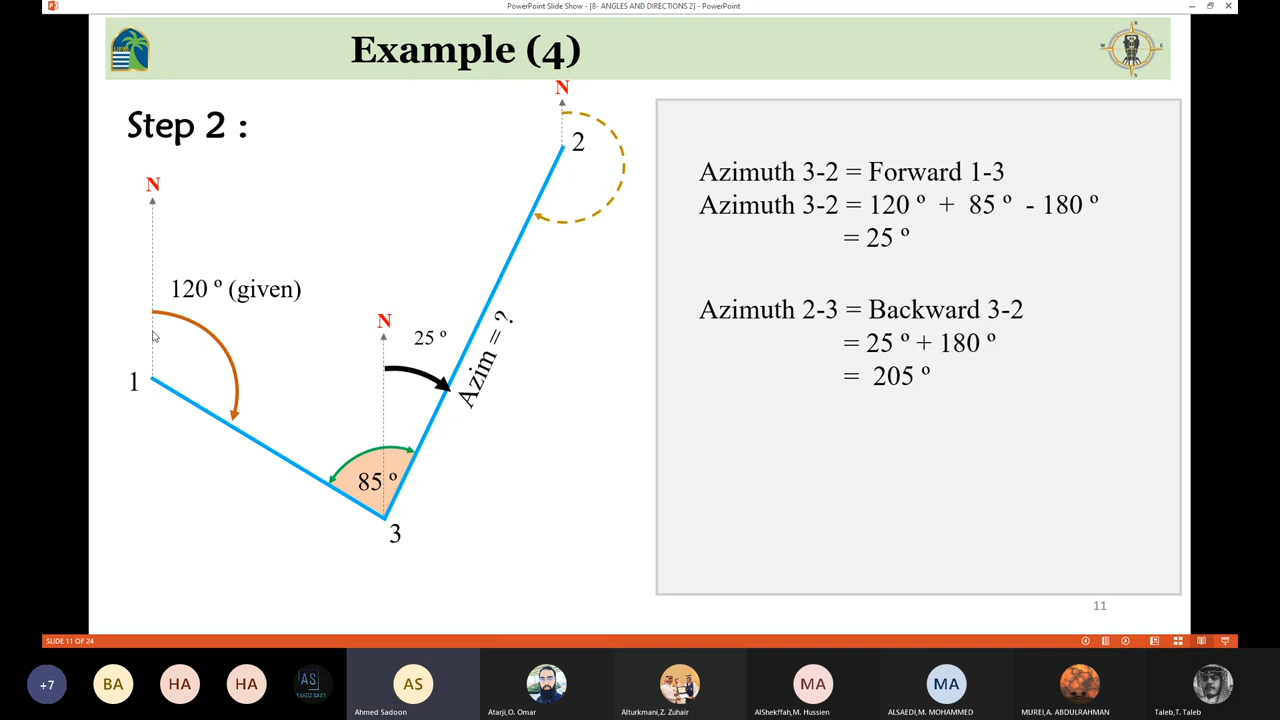 PowerPoint Slide Show - [8- ANGLES AND DIRECTIONS 2] - PowerPoint
Example (4)
Step 2 :
N
2
N
120 º (given)
N
25 º
Azim = ?
1
85 º
3
Azimuth 3-2 = Forward 1-3
Azimuth 3-2 = 120 º + 85 º - 180 º
= 25 º
Azimuth 2-3 = Backward 3-2
= 25 º + 180 º
= 205 º
11
SLIDE 11 OF 24
+7
BA
HA
HA
AS
AS
MA
MA
Ahmed Sadoon
Atarji,O. Omar
Alturkmani,Z. Zuhair
AlShekffah,M. Hussien
ALSAEDI,M. MOHAMMED
MUREI,A. ABDULRAHMAN
Taleb,T. Taleb